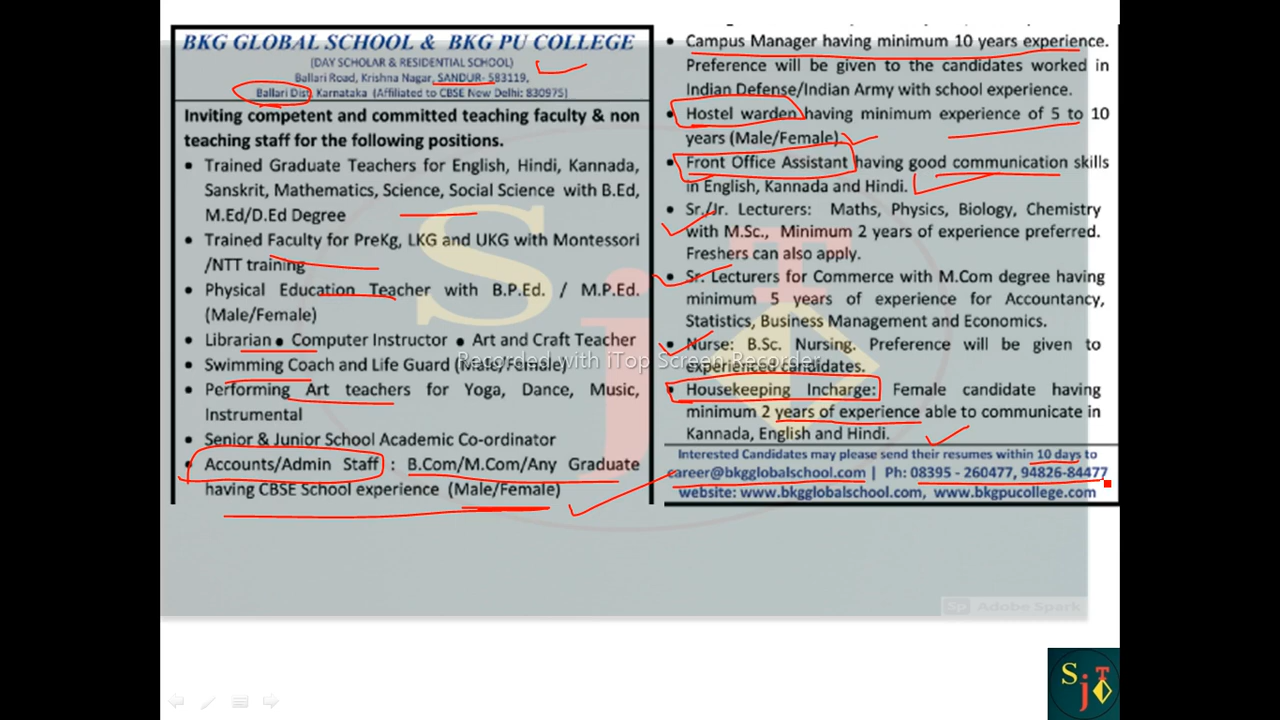 BKG GLOBAL SCHOOL & BKG PU COLLEGE
(DAY SCHOLAR & RESIDENTIAL SCHOOL)
Ballari Road, Krishna Nagar, SANDUR- 583119,
Ballari Dist, Karnataka (Affiliated to CBSE New Delhi: 830975)
Inviting competent and committed teaching faculty & non
teaching staff for the following positions.
• Trained Graduate Teachers for English, Hindi, Kannada,
Sanskrit, Mathematics, Science, Social Science with B.Ed,
M.Ed/D.Ed Degree
• Trained Faculty for PreKg, LKG and UKG with Montessori
/NTT training
• Physical Education Teacher with B.P.Ed. / M.P.Ed.
(Male/Female)
• Librarian • Computer Instructor • Art and Craft Teacher
• Swimming Coach and Life Guard (Male/Female)
• Performing Art teachers for Yoga, Dance, Music,
Instrumental
• Senior & Junior School Academic Co-ordinator
• Accounts/Admin Staff : B.Com/M.Com/Any Graduate
having CBSE School experience (Male/Female)
• Campus Manager having minimum 10 years experience.
Preference will be given to the candidates worked in
Indian Defense/Indian Army with school experience.
• Hostel warden having minimum experience of 5 to 10
years (Male/Female)
• Front Office Assistant having good communication skills
in English, Kannada and Hindi.
• Sr./Jr. Lecturers: Maths, Physics, Biology, Chemistry
with M.Sc., Minimum 2 years of experience preferred.
Freshers can also apply.
• Sr. Lecturers for Commerce with M.Com degree having
minimum 5 years of experience for Accountancy,
Statistics, Business Management and Economics.
• Nurse: B.Sc. Nursing. Preference will be given to
experienced candidates.
• Housekeeping Incharge: Female candidate having
minimum 2 years of experience able to communicate in
Kannada, English and Hindi.
Interested Candidates may please send their resumes within 10 days to
career@bkgglobalschool.com | Ph: 08395 - 260477, 94826-84477
website: www.bkgglobalschool.com, www.bkgpucollege.com
Recorded with iTop Screen Recorder
Sp Adobe Spark
S j T